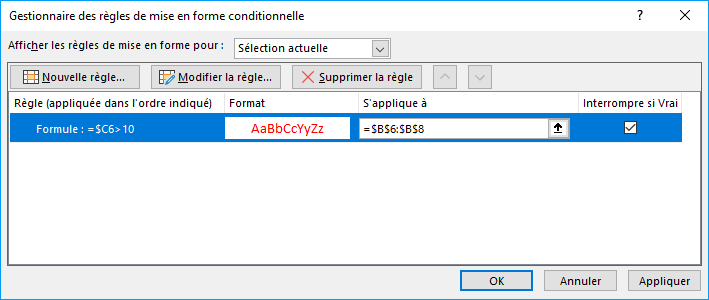 Gestionnaire des règles de mise en forme conditionnelle ? ×
Afficher les règles de mise en forme pour : Sélection actuelle
Nouvelle règle... Modifier la règle... Supprimer la règle
Règle (appliquée dans l'ordre indiqué) Format S'applique à Interrompre si Vrai
Formule : =$C6>10 AaBbCcYyZz =$B$6:$B$8
OK Annuler Appliquer